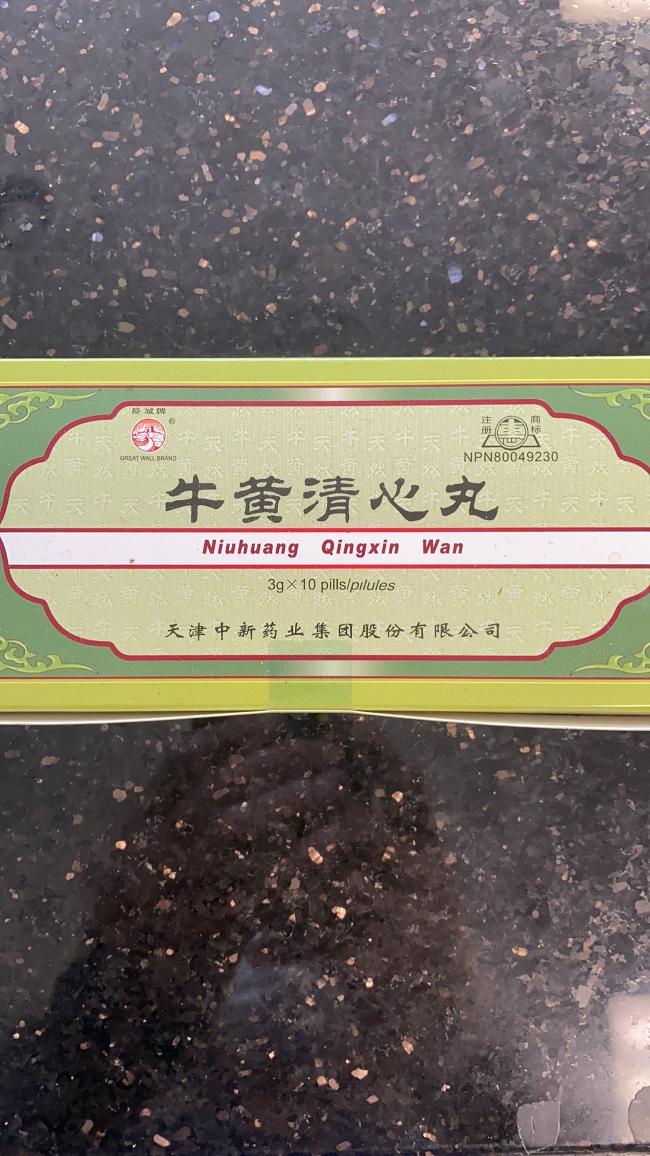 長城牌
®
GREAT WALL BRAND
注册 商标
NPN80049230
牛黄清心丸
Niuhuang Qingxin Wan
3g×10 pills/pilules
天津中新药业集团股份有限公司